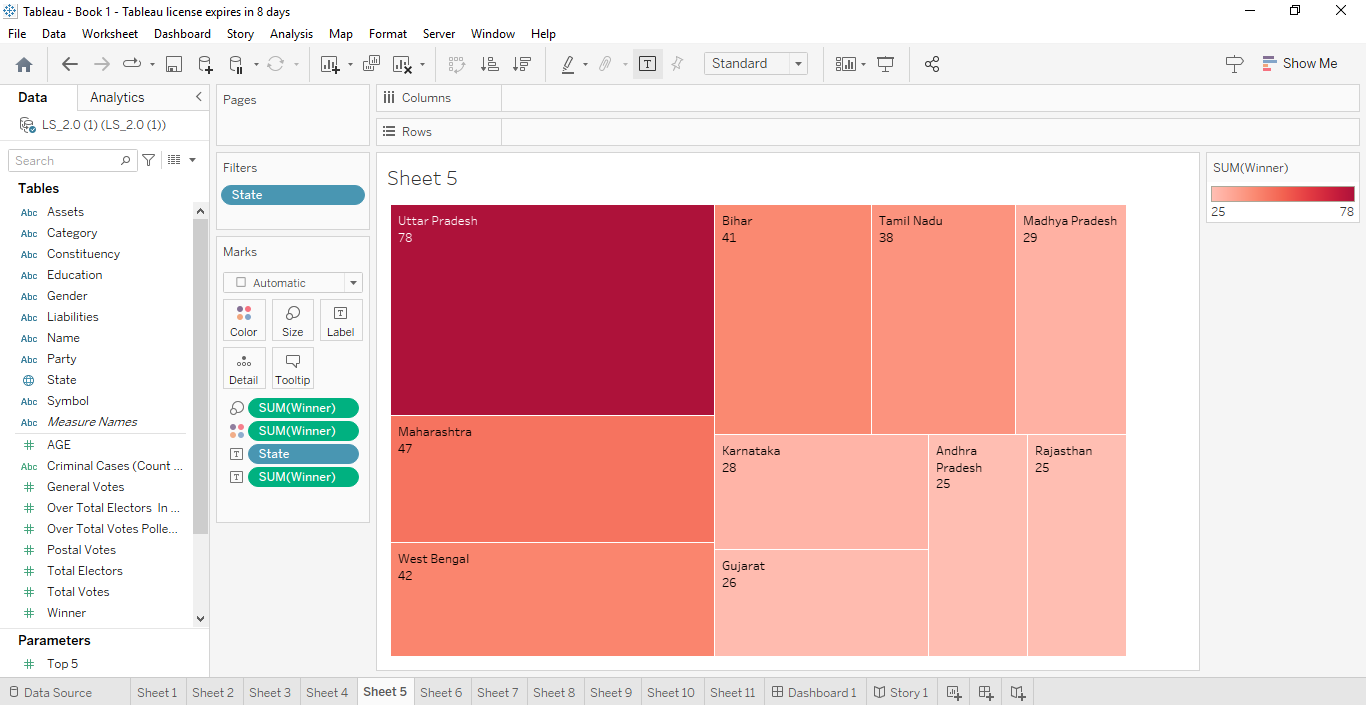 Tableau - Book 1 - Tableau license expires in 8 days
File Data Worksheet Dashboard Story Analysis Map Format Server Window Help
Standard
Show Me
Data Analytics
LS_2.0 (1) (LS_2.0 (1))
Search
Tables
Abc Assets
Abc Category
Abc Constituency
Abc Education
Abc Gender
Abc Liabilities
Abc Name
Abc Party
State
Abc Symbol
Abc Measure Names
# AGE
Abc Criminal Cases (Count ...
# General Votes
# Over Total Electors In ...
# Over Total Votes Polle...
# Postal Votes
# Total Electors
# Total Votes
# Winner
Parameters
# Top 5
Pages
Filters
State
Marks
Automatic
Color Size Label
Detail Tooltip
SUM(Winner)
SUM(Winner)
State
SUM(Winner)
Columns
Rows
Sheet 5
Uttar Pradesh
78
Maharashtra
47
West Bengal
42
Bihar
41
Tamil Nadu
38
Madhya Pradesh
29
Karnataka
28
Gujarat
26
Andhra
Pradesh
25
Rajasthan
25
SUM(Winner)
25 78
Data Source Sheet 1 Sheet 2 Sheet 3 Sheet 4 Sheet 5 Sheet 6 Sheet 7 Sheet 8 Sheet 9 Sheet 10 Sheet 11 Dashboard 1 Story 1